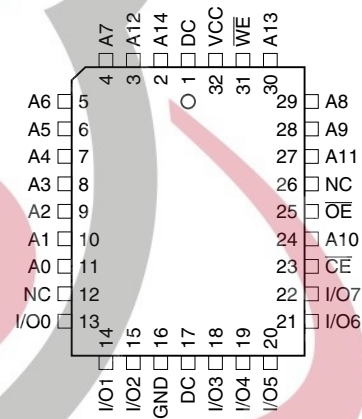 A7 A12 A14 DC VCC WE A13
4 3 2 1 32 31 30
A6 5 29 A8
A5 6 28 A9
A4 7 27 A11
A3 8 26 NC
A2 9 25 OE
A1 10 24 A10
A0 11 23 CE
NC 12 22 I/O7
I/O0 13 21 I/O6
14 15 16 17 18 19 20
I/O1 I/O2 GND DC I/O3 I/O4 I/O5